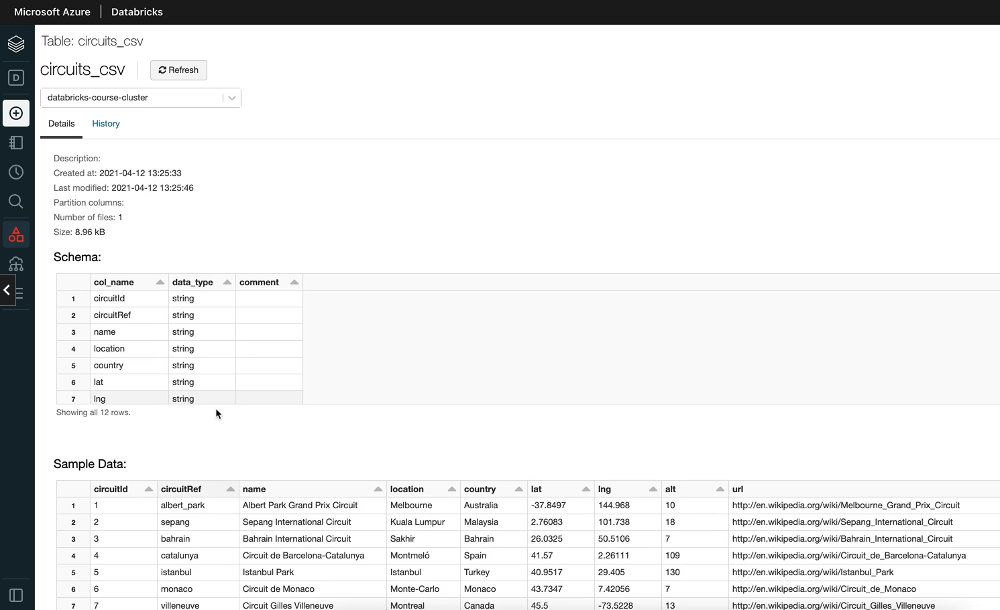 Microsoft Azure | Databricks
Table: circuits_csv
circuits_csv Refresh
databricks-course-cluster
Details History
Description:
Created at: 2021-04-12 13:25:33
Last modified: 2021-04-12 13:25:46
Partition columns:
Number of files: 1
Size: 8.96 kB
Schema:
col_name data_type comment
1 circuitId string
2 circuitRef string
3 name string
4 location string
5 country string
6 lat string
7 lng string
Showing all 12 rows.
Sample Data:
circuitId circuitRef name location country lat lng alt url
1 1 albert_park Albert Park Grand Prix Circuit Melbourne Australia -37.8497 144.968 10 http://en.wikipedia.org/wiki/Melbourne_Grand_Prix_Circuit
2 2 sepang Sepang International Circuit Kuala Lumpur Malaysia 2.76083 101.738 18 http://en.wikipedia.org/wiki/Sepang_International_Circuit
3 3 bahrain Bahrain International Circuit Sakhir Bahrain 26.0325 50.5106 7 http://en.wikipedia.org/wiki/Bahrain_International_Circuit
4 4 catalunya Circuit de Barcelona-Catalunya Montmeló Spain 41.57 2.26111 109 http://en.wikipedia.org/wiki/Circuit_de_Barcelona-Catalunya
5 5 istanbul Istanbul Park Istanbul Turkey 40.9517 29.405 130 http://en.wikipedia.org/wiki/Istanbul_Park
6 6 monaco Circuit de Monaco Monte-Carlo Monaco 43.7347 7.42056 7 http://en.wikipedia.org/wiki/Circuit_de_Monaco
7 7 villeneuve Circuit Gilles Villeneuve Montreal Canada 45.5 -73.5228 13 http://en.wikipedia.org/wiki/Circuit_Gilles_Villeneuve
D